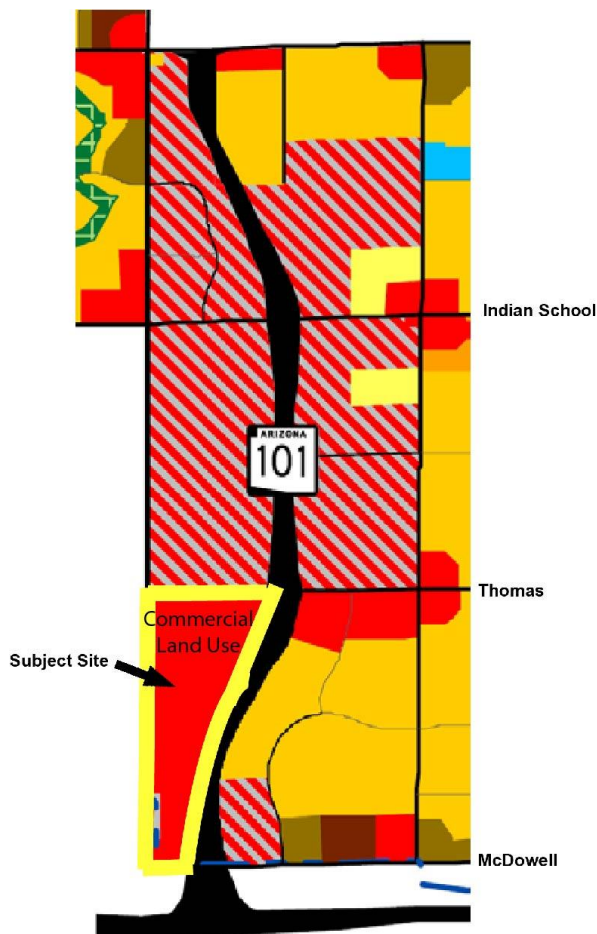 Indian School
ARIZONA
101
Thomas
Commercial
Land Use
Subject Site
McDowell